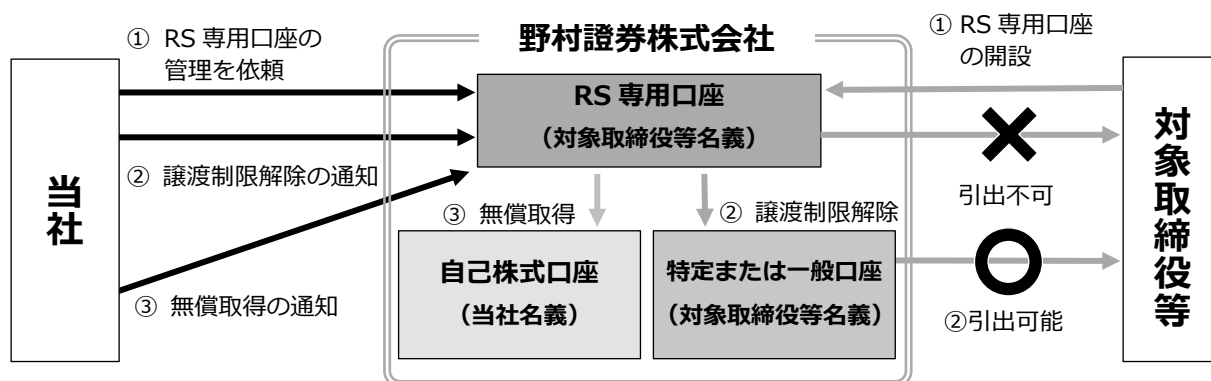 当社
① RS 専用口座の
管理を依頼
② 譲渡制限解除の通知
③ 無償取得の通知
野村證券株式会社
RS 専用口座
（対象取締役等名義）
③ 無償取得
② 譲渡制限解除
自己株式口座
（当社名義）
特定または一般口座
（対象取締役等名義）
① RS 専用口座
の開設
引出不可
②引出可能
対象取締役等